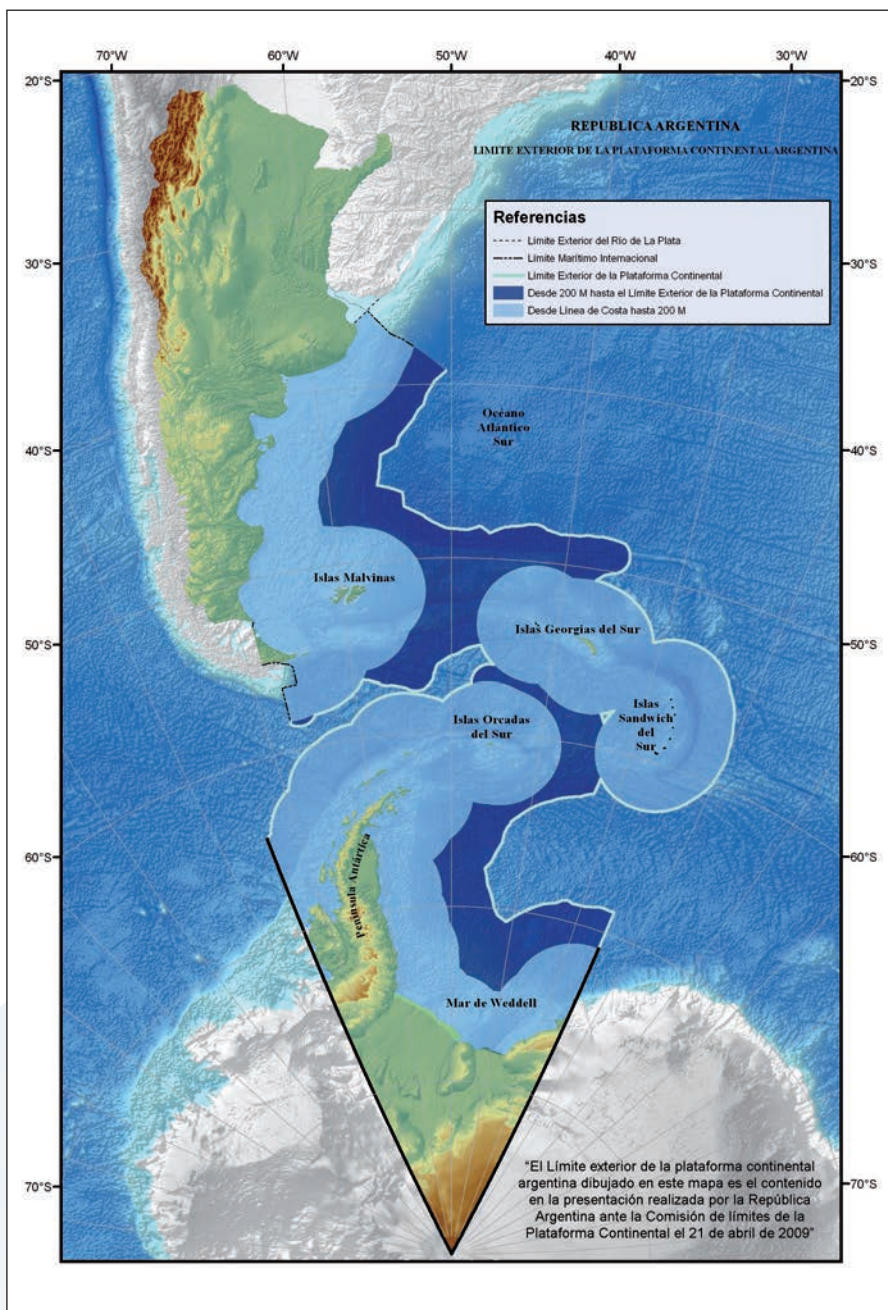 70°W 60°W 50°W 40°W 30°W
20°S 20°S
REPUBLICA ARGENTINA
LIMITE EXTERIOR DE LA PLATAFORMA CONTINENTAL ARGENTINA
Referencias
Límite Exterior del Río de La Plata
Límite Marítimo Internacional
Límite Exterior de la Plataforma Continental
Desde 200 M hasta el Límite Exterior de la Plataforma Continental
Desde Línea de Costa hasta 200 M
30°S 30°S
Océano
Atlántico
Sur
40°S 40°S
Islas Malvinas
Islas Georgias del Sur
50°S 50°S
Islas Orcadas
del Sur
Islas
Sandwich
del
Sur
60°S 60°S
Península Antártica
Mar de Weddell
70°S 70°S
"El Límite exterior de la plataforma continental
argentina dibujado en este mapa es el contenido
en la presentación realizada por la República
Argentina ante la Comisión de límites de la
Plataforma Continental el 21 de abril de 2009"